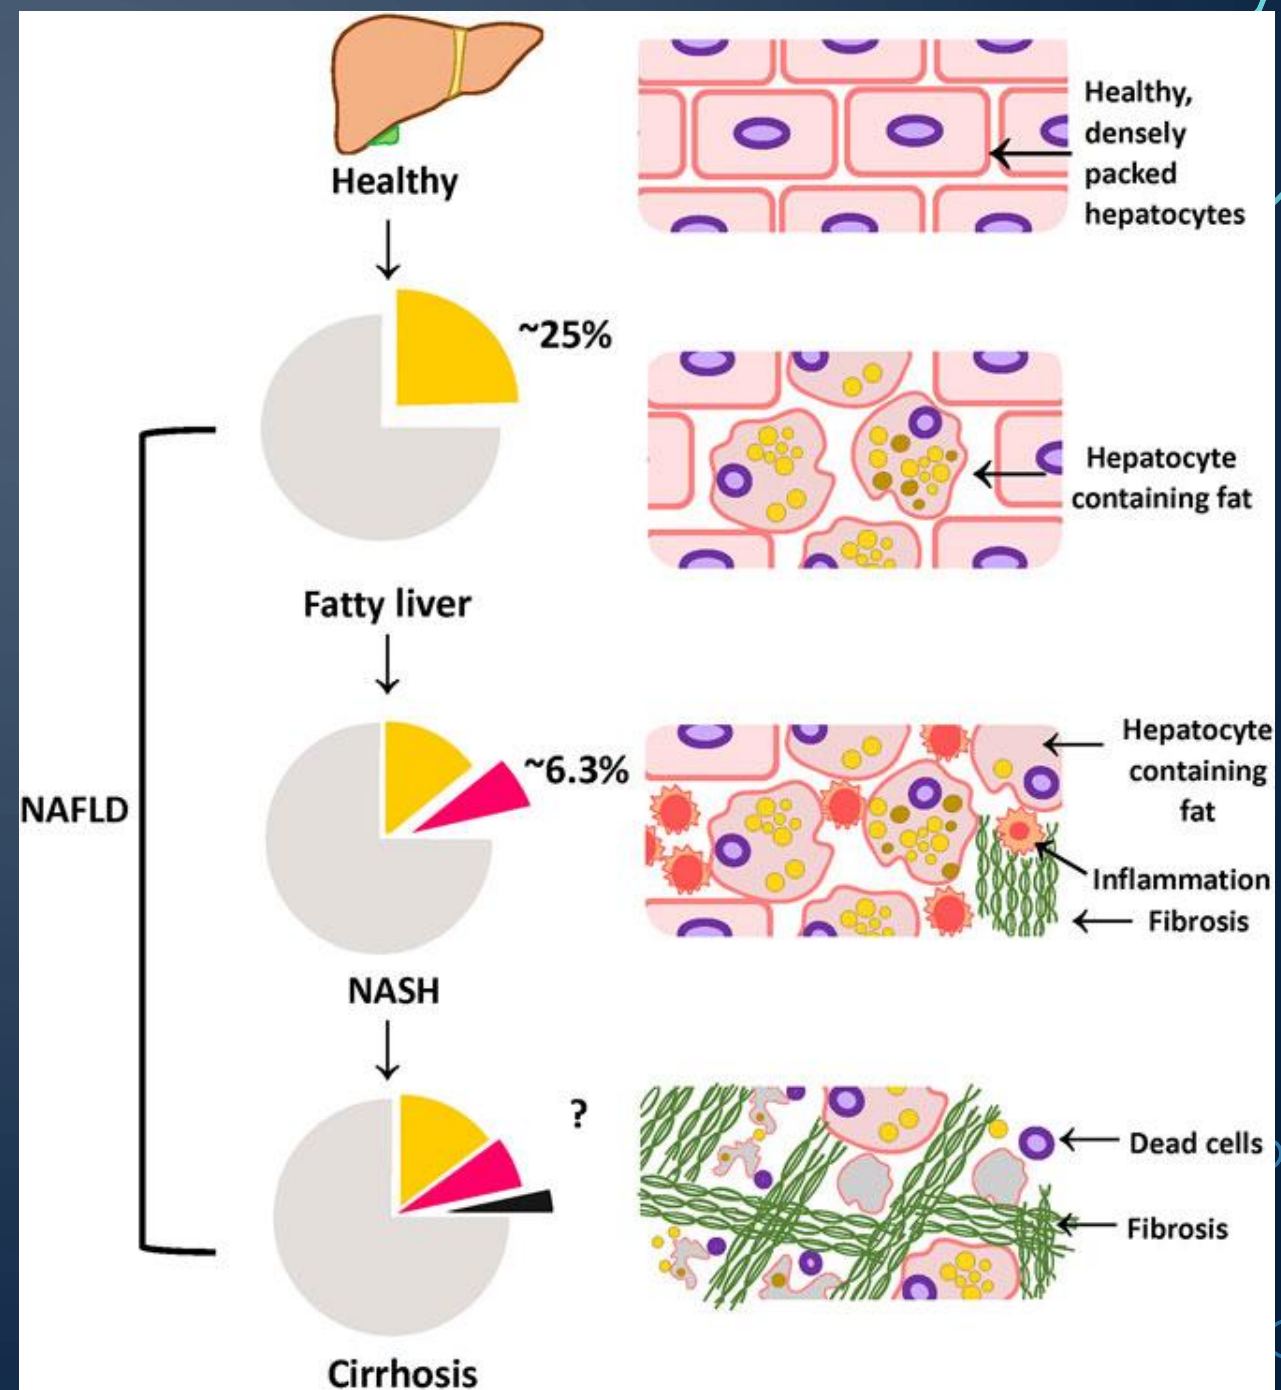 Healthy
Healthy,
densely
packed
hepatocytes
~25%
Hepatocyte
containing fat
Fatty liver
NAFLD
~6.3%
Hepatocyte
containing
fat
Inflammation
Fibrosis
NASH
?
Dead cells
Fibrosis
Cirrhosis